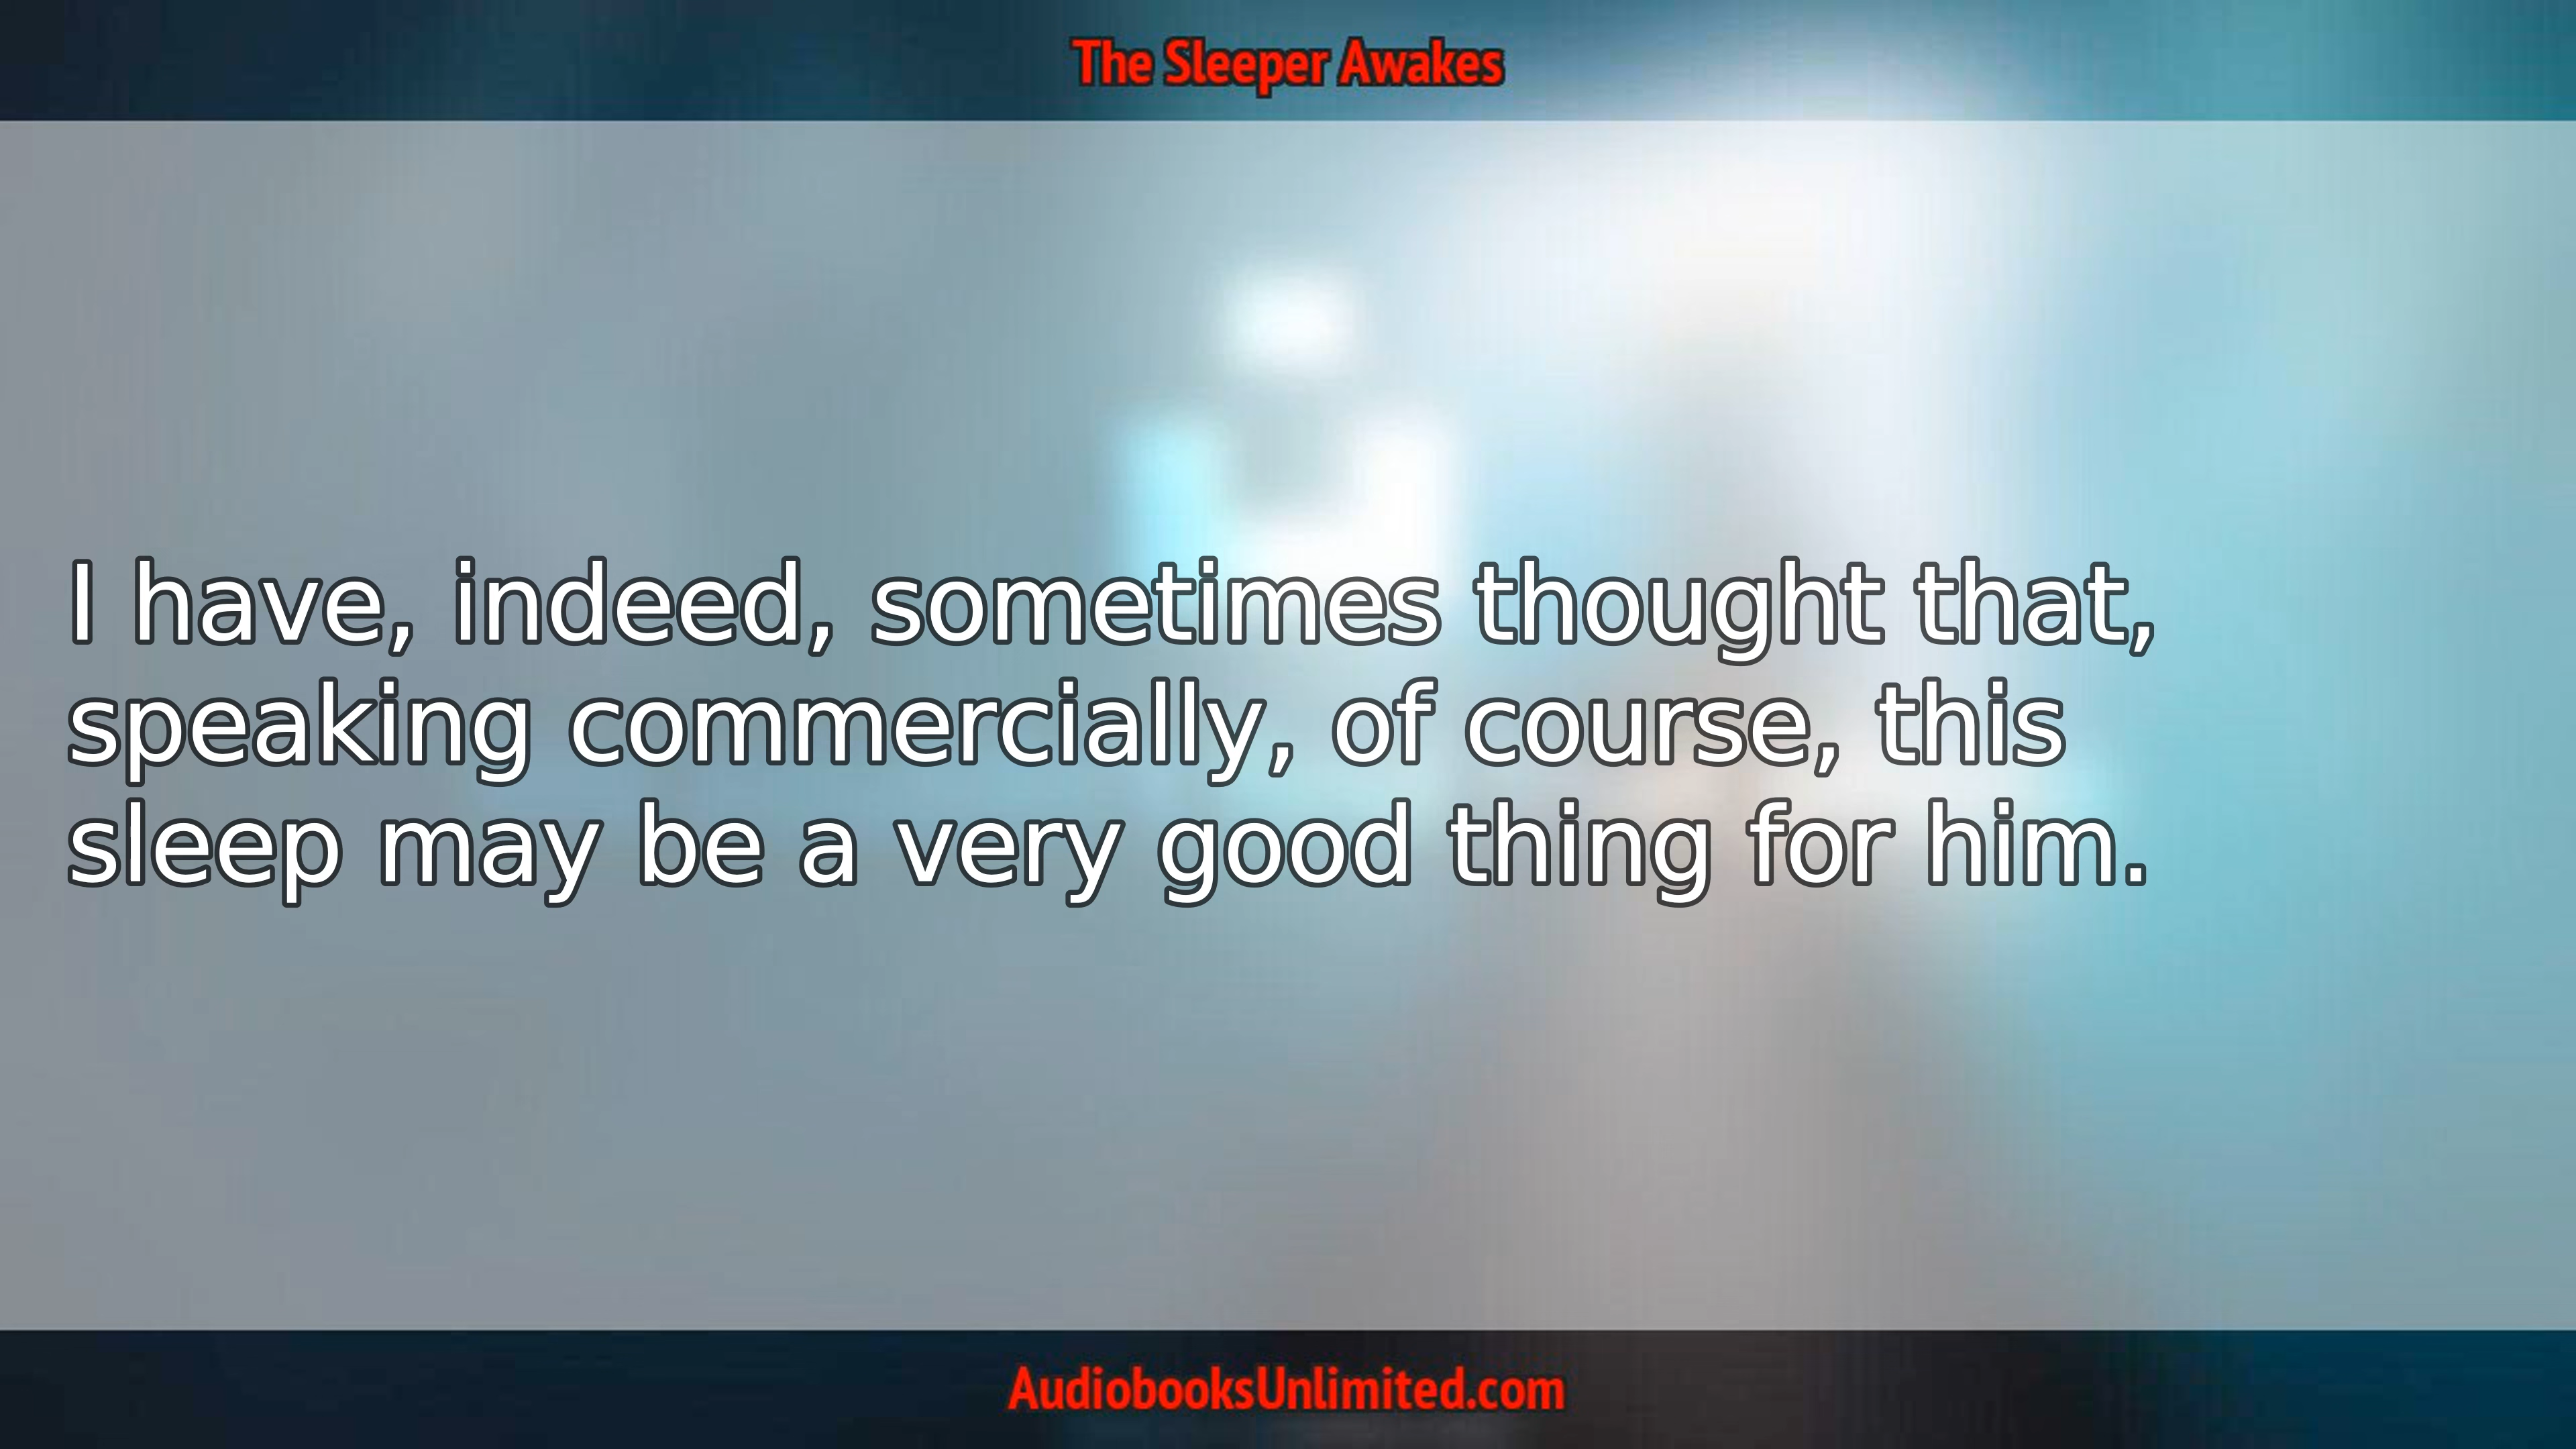 The Sleeper Awakes
I have, indeed, sometimes thought that,
speaking commercially, of course, this
sleep may be a very good thing for him.
AudiobooksUnlimited.com